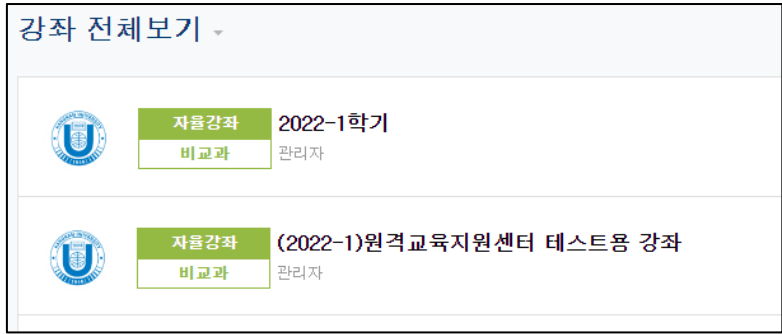 강좌 전체보기
자율강좌 2022-1학기
비교과 관리자
자율강좌 (2022-1)원격교육지원센터 테스트용 강좌
비교과 관리자